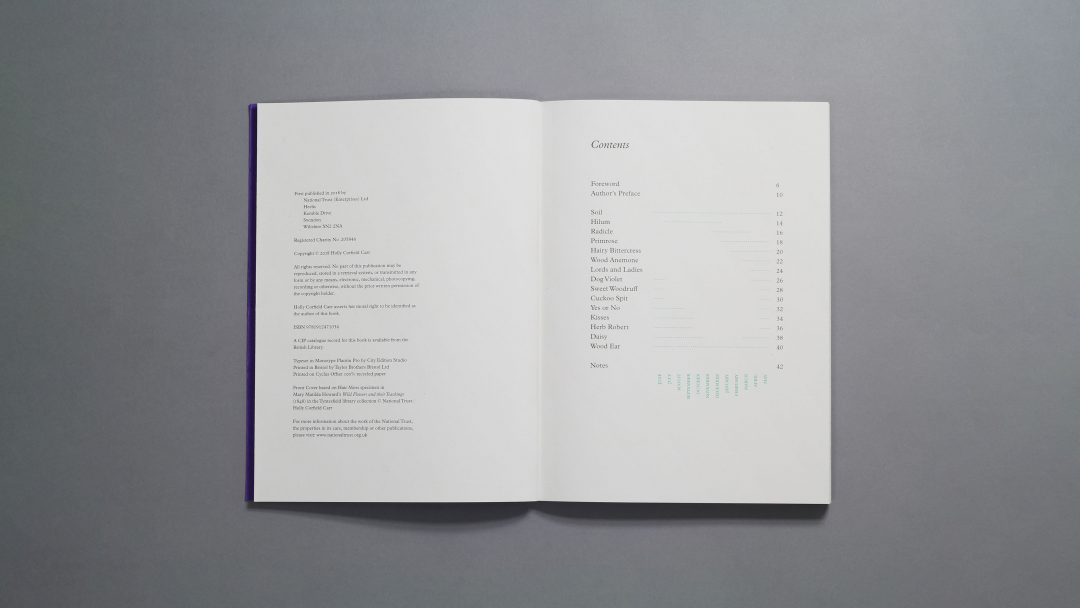 First published in 2018 by
National Trust (Enterprises) Ltd
Heelis
Kemble Drive
Swindon
Wiltshire SN2 2NA
Registered Charity No. 205846
Copyright © 2018 Holly Corfield Carr
All rights reserved. No part of this publication may be
reproduced, stored in a retrieval system, or transmitted in any
form or by any means, electronic, mechanical, photocopying,
recording or otherwise, without the prior written permission of
the copyright holder.
Holly Corfield Carr asserts her moral right to be identified as
the author of this book.
ISBN
A CIP catalogue record for this book is available from the
British Library.
Typeset in Monotype Plantin Pro by City Edition Studio
Printed in Bristol by Taylor Brothers Bristol Ltd
Printed on Cyclus Offset 100% recycled paper
Front Cover based on Moss specimen in
Mary Matilda Howard's Wild Flowers and their Teachings
(1848) in the Tyntesfield library collection © National Trust/
Holly Corfield Carr
For more information about the work of the National Trust,
the properties in its care, membership or other publications,
please visit: www.nationaltrust.org.uk
Contents
Foreword 6
Author's Preface 10
Soil 12
Hilum 14
Radicle 16
Primrose 18
Hairy Bittercress 20
Wood Anemone 22
Lords and Ladies 24
Dog Violet 26
Sweet Woodruff 28
Cuckoo Spit 30
Yes or No 32
Kisses 34
Herb Robert 36
Daisy 38
Wood Ear 40
Notes 42
JUNE
JULY
AUGUST
SEPTEMBER
OCTOBER
NOVEMBER
DECEMBER
JANUARY
FEBRUARY
MARCH
APRIL
MAY